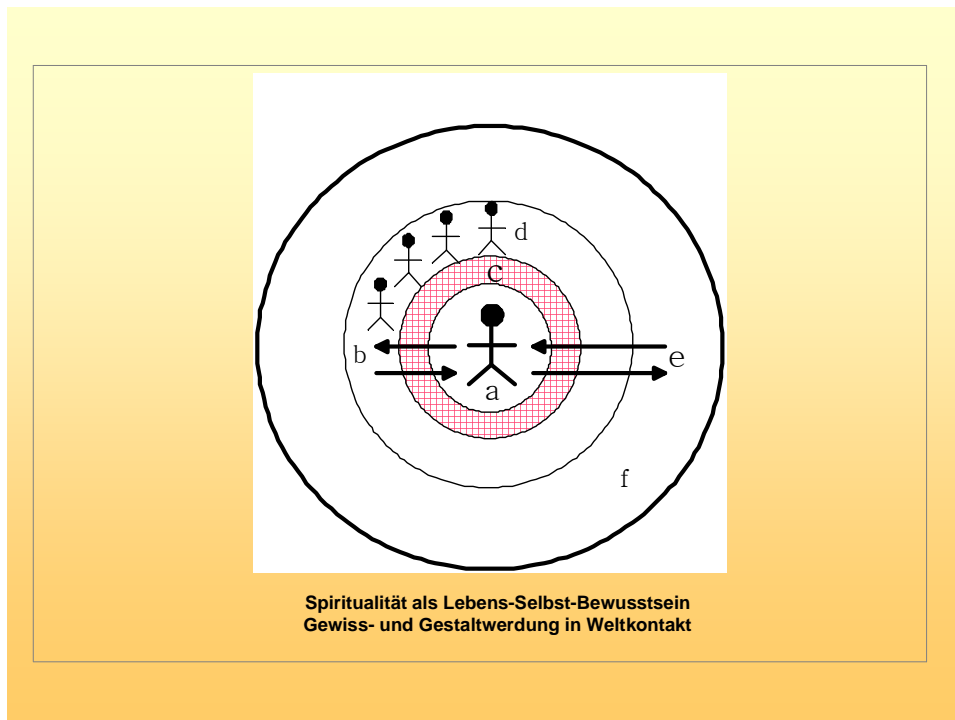 d
c
b
e
a
f
Spiritualität als Lebens-Selbst-Bewusstsein
Gewiss- und Gestaltwerdung in Weltkontakt